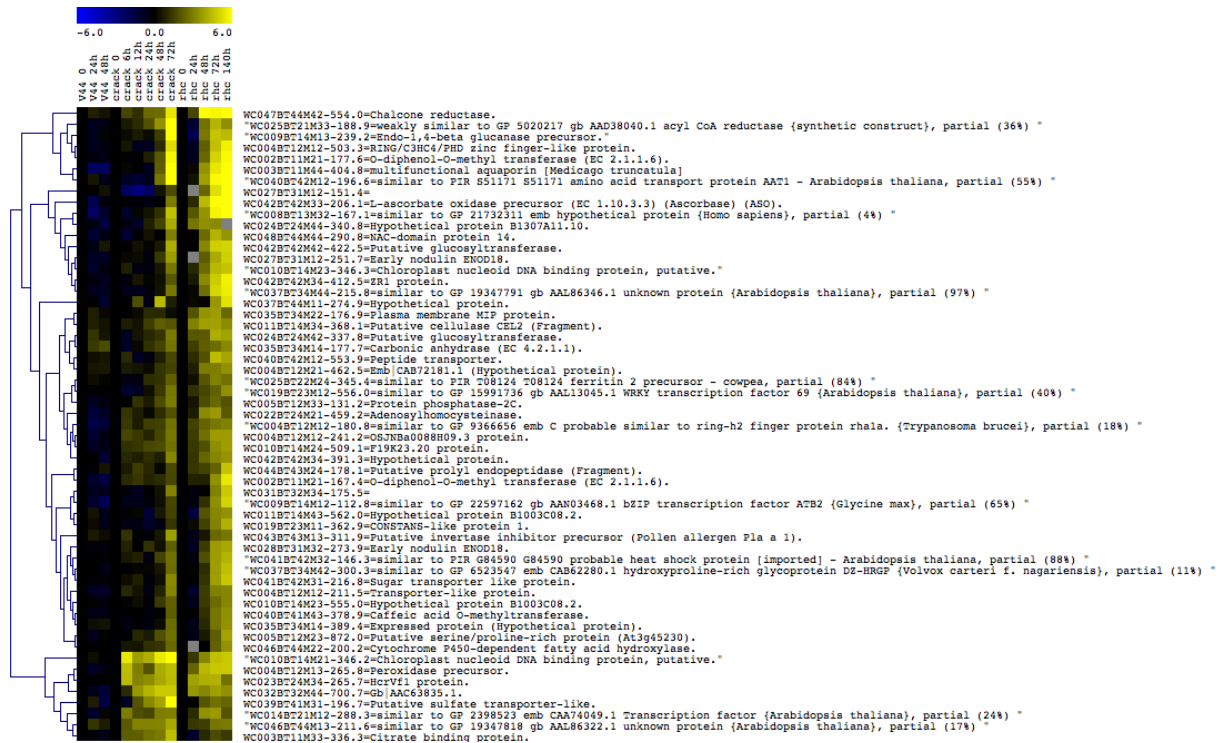 -6.0 0.0 6.0
V44 0
V44 24h
V44 48h
crack 0
crack 6h
crack 12h
crack 24h
crack 48h
crack 72h
rhc 0
rhc 24h
rhc 48h
rhc 72h
rhc 140h
WC047BT44M42-554.0=Chalcone reductase.
"WC025BT21M33-188.9=weakly similar to GP 5020217 gb AAD38040.1 acyl CoA reductase {synthetic construct}, partial (36%) "
"WC009BT14M13-239.2=Endo-1,4-beta glucanase precursor."
WC004BT12M12-503.3=RING/C3HC4/PHD zinc finger-like protein.
WC002BT11M21-177.6=O-diphenol-O-methyl transferase (EC 2.1.1.6).
WC003BT11M44-404.8=multifunctional aquaporin [Medicago truncatula]
"WC040BT42M12-196.6=similar to PIR S51171 S51171 amino acid transport protein AAT1 - Arabidopsis thaliana, partial (55%) "
WC027BT31M12-151.4=
WC042BT42M33-206.1=L-ascorbate oxidase precursor (EC 1.10.3.3) (Ascorbase) (ASO).
"WC008BT13M32-167.1=similar to GP 21732311 emb hypothetical protein {Homo sapiens}, partial (4%) "
WC024BT24M44-340.8=Hypothetical protein B1307A11.10.
WC048BT44M44-290.8=NAC-domain protein 14.
WC042BT42M42-422.5=Putative glucosyltransferase.
WC027BT31M12-251.7=Early nodulin ENOD18.
"WC010BT14M23-346.3=Chloroplast nucleoid DNA binding protein, putative."
WC042BT42M34-412.5=ZR1 protein.
"WC037BT34M44-215.8=similar to GP 19347791 gb AAL86346.1 unknown protein {Arabidopsis thaliana}, partial (97%) "
WC037BT44M11-274.9=Hypothetical protein.
WC035BT34M22-176.9=Plasma membrane MIP protein.
WC011BT14M34-368.1=Putative cellulase CEL2 (Fragment).
WC024BT24M42-337.8=Putative glucosyltransferase.
WC035BT34M14-177.7=Carbonic anhydrase (EC 4.2.1.1).
WC040BT42M12-553.9=Peptide transporter.
WC004BT12M21-462.5=Emb|CAB72181.1 (Hypothetical protein).
"WC025BT22M24-345.4=similar to PIR T08124 T08124 ferritin 2 precursor - cowpea, partial (84%) "
"WC019BT23M12-556.0=similar to GP 15991736 gb AAL13045.1 WRKY transcription factor 69 {Arabidopsis thaliana}, partial (40%) "
WC005BT12M33-131.2=Protein phosphatase-2C.
WC022BT24M21-459.2=Adenosylhomocysteinase.
"WC004BT12M12-180.8=similar to GP 9366656 emb C probable similar to ring-h2 finger protein rha1a. {Trypanosoma brucei}, partial (18%) "
WC004BT12M12-241.2=OSJNBa0088H09.3 protein.
WC010BT14M24-509.1=F19K23.20 protein.
WC042BT42M34-391.3=Hypothetical protein.
WC044BT43M24-178.1=Putative prolyl endopeptidase (Fragment).
WC002BT11M21-167.4=O-diphenol-O-methyl transferase (EC 2.1.1.6).
WC031BT32M34-175.5=
"WC009BT14M12-112.8=similar to GP 22597162 gb AAN03468.1 bZIP transcription factor ATB2 {Glycine max}, partial (65%) "
WC011BT14M43-562.0=Hypothetical protein B1003C08.2.
WC019BT23M11-362.9=CONSTANS-like protein 1.
WC043BT43M13-311.9=Putative invertase inhibitor precursor (Pollen allergen Pla a 1).
WC028BT31M32-273.9=Early nodulin ENOD18.
"WC041BT42M32-146.3=similar to PIR G84590 G84590 probable heat shock protein [imported] - Arabidopsis thaliana, partial (88%)
"WC037BT34M42-300.3=similar to GP 6523547 emb CAB62280.1 hydroxyproline-rich glycoprotein DZ-HRGP {Volvox carteri f. nagariensis}, partial (11%) "
WC041BT42M31-216.8=Sugar transporter like protein.
WC004BT12M12-211.5=Transporter-like protein.
WC010BT14M23-555.0=Hypothetical protein B1003C08.2.
WC040BT41M43-378.9=Caffeic acid O-methyltransferase.
WC035BT34M14-389.4=Expressed protein (Hypothetical protein).
WC005BT12M23-872.0=Putative serine/proline-rich protein (At3g45230).
WC046BT44M22-200.2=Cytochrome P450-dependent fatty acid hydroxylase.
"WC010BT14M21-346.2=Chloroplast nucleoid DNA binding protein, putative."
WC004BT12M13-265.8=Peroxidase precursor.
WC023BT24M34-265.7=HcrVf1 protein.
WC032BT32M44-700.7=Gb|AAC63835.1.
WC039BT41M31-196.7=Putative sulfate transporter-like.
"WC014BT21M12-288.3=similar to GP 2398523 emb CAA74049.1 Transcription factor {Arabidopsis thaliana}, partial (24%) "
"WC046BT44M13-211.6=similar to GP 19347818 gb AAL86322.1 unknown protein {Arabidopsis thaliana}, partial (17%) "
WC003BT11M33-336.3=Citrate binding protein.